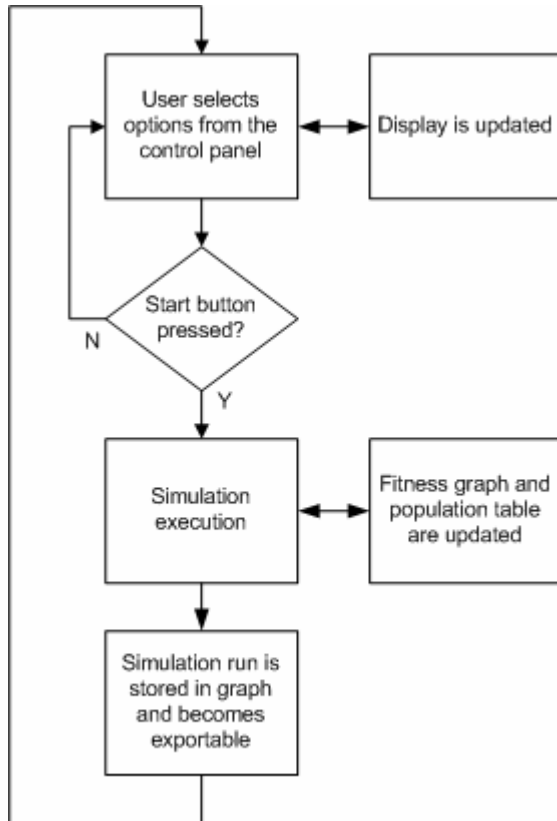 User selects
options from the
control panel
Display is updated
Start button
pressed?
N
Y
Simulation
execution
Fitness graph and
population table
are updated
Simulation run is
stored in graph
and becomes
exportable